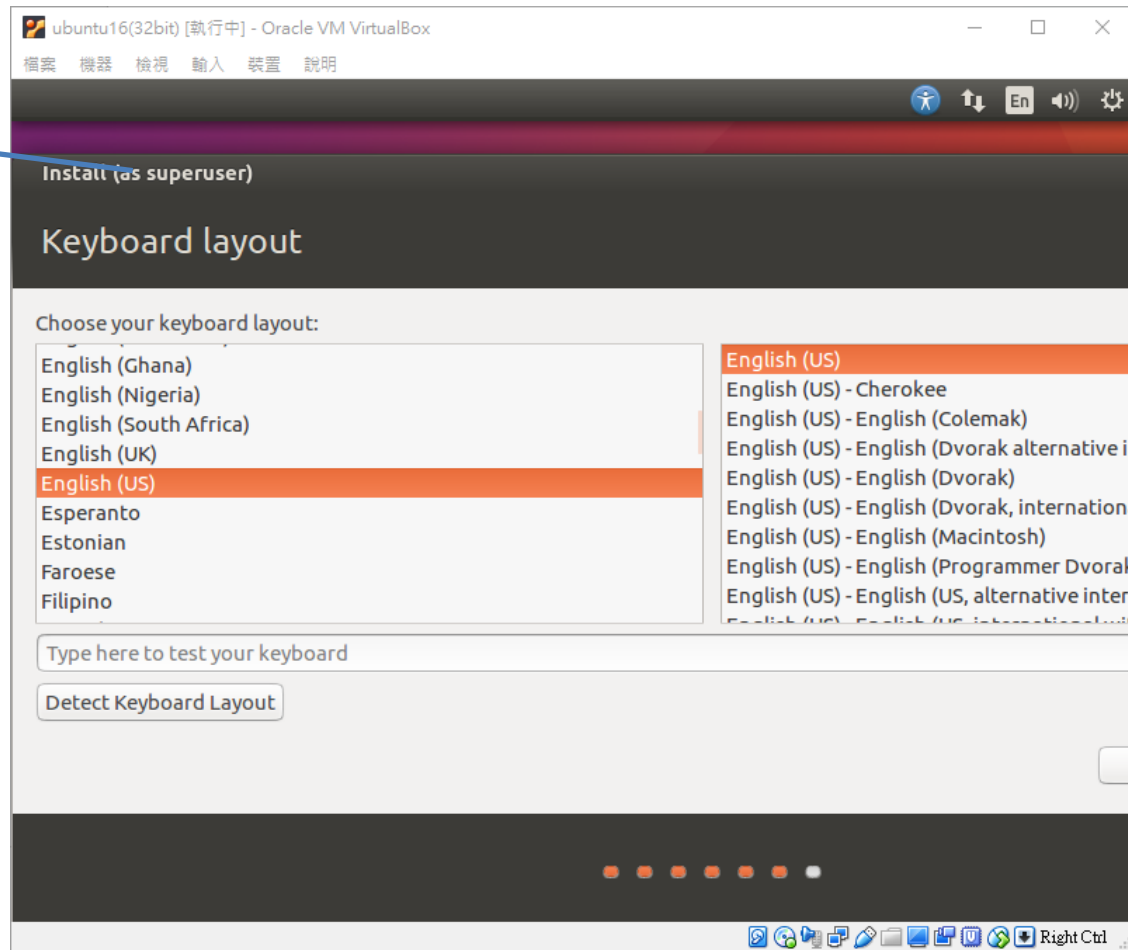 ubuntu16(32bit) [執行中] - Oracle VM VirtualBox
檔案 機器 檢視 輸入 裝置 說明
En
Install (as superuser)
Keyboard layout
Choose your keyboard layout:
English (Ghana)
English (Nigeria)
English (South Africa)
English (UK)
English (US)
Esperanto
Estonian
Faroese
Filipino
English (US)
English (US) - Cherokee
English (US) - English (Colemak)
English (US) - English (Dvorak alternative i
English (US) - English (Dvorak)
English (US) - English (Dvorak, internation
English (US) - English (Macintosh)
English (US) - English (Programmer Dvorak
English (US) - English (US, alternative inter
Type here to test your keyboard
Detect Keyboard Layout
Right Ctrl